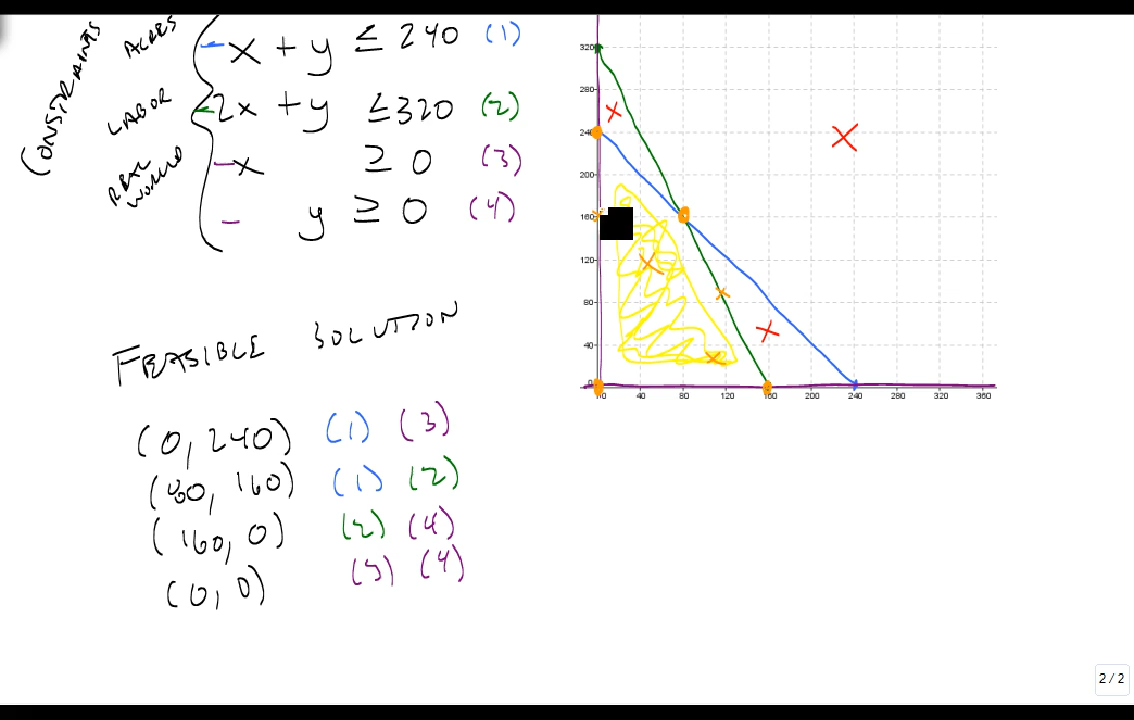 CONSTRAINTS
ACRES
x + y ≤ 240 (1)
LABOR
2x + y ≤ 320 (2)
REAL WORLD
x ≥ 0 (3)
y ≥ 0 (4)
FEASIBLE SOLUTION
(0, 240) (1) (3)
(80, 160) (1) (2)
(160, 0) (2) (4)
(0, 0) (3) (4)
320
280
240
200
160
120
80
40
0 40 80 120 160 200 240 280 320 360
2 / 2